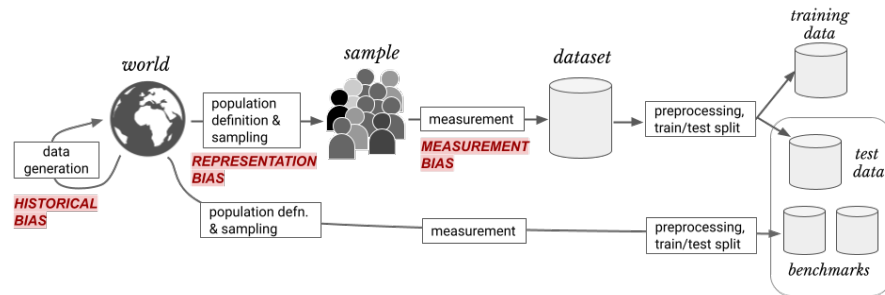 training
data
world
sample
dataset
population
definition &
sampling
measurement
preprocessing,
train/test split
data
generation
REPRESENTATION
BIAS
MEASUREMENT
BIAS
test
data
HISTORICAL
BIAS
population defn.
& sampling
measurement
preprocessing,
train/test split
benchmarks